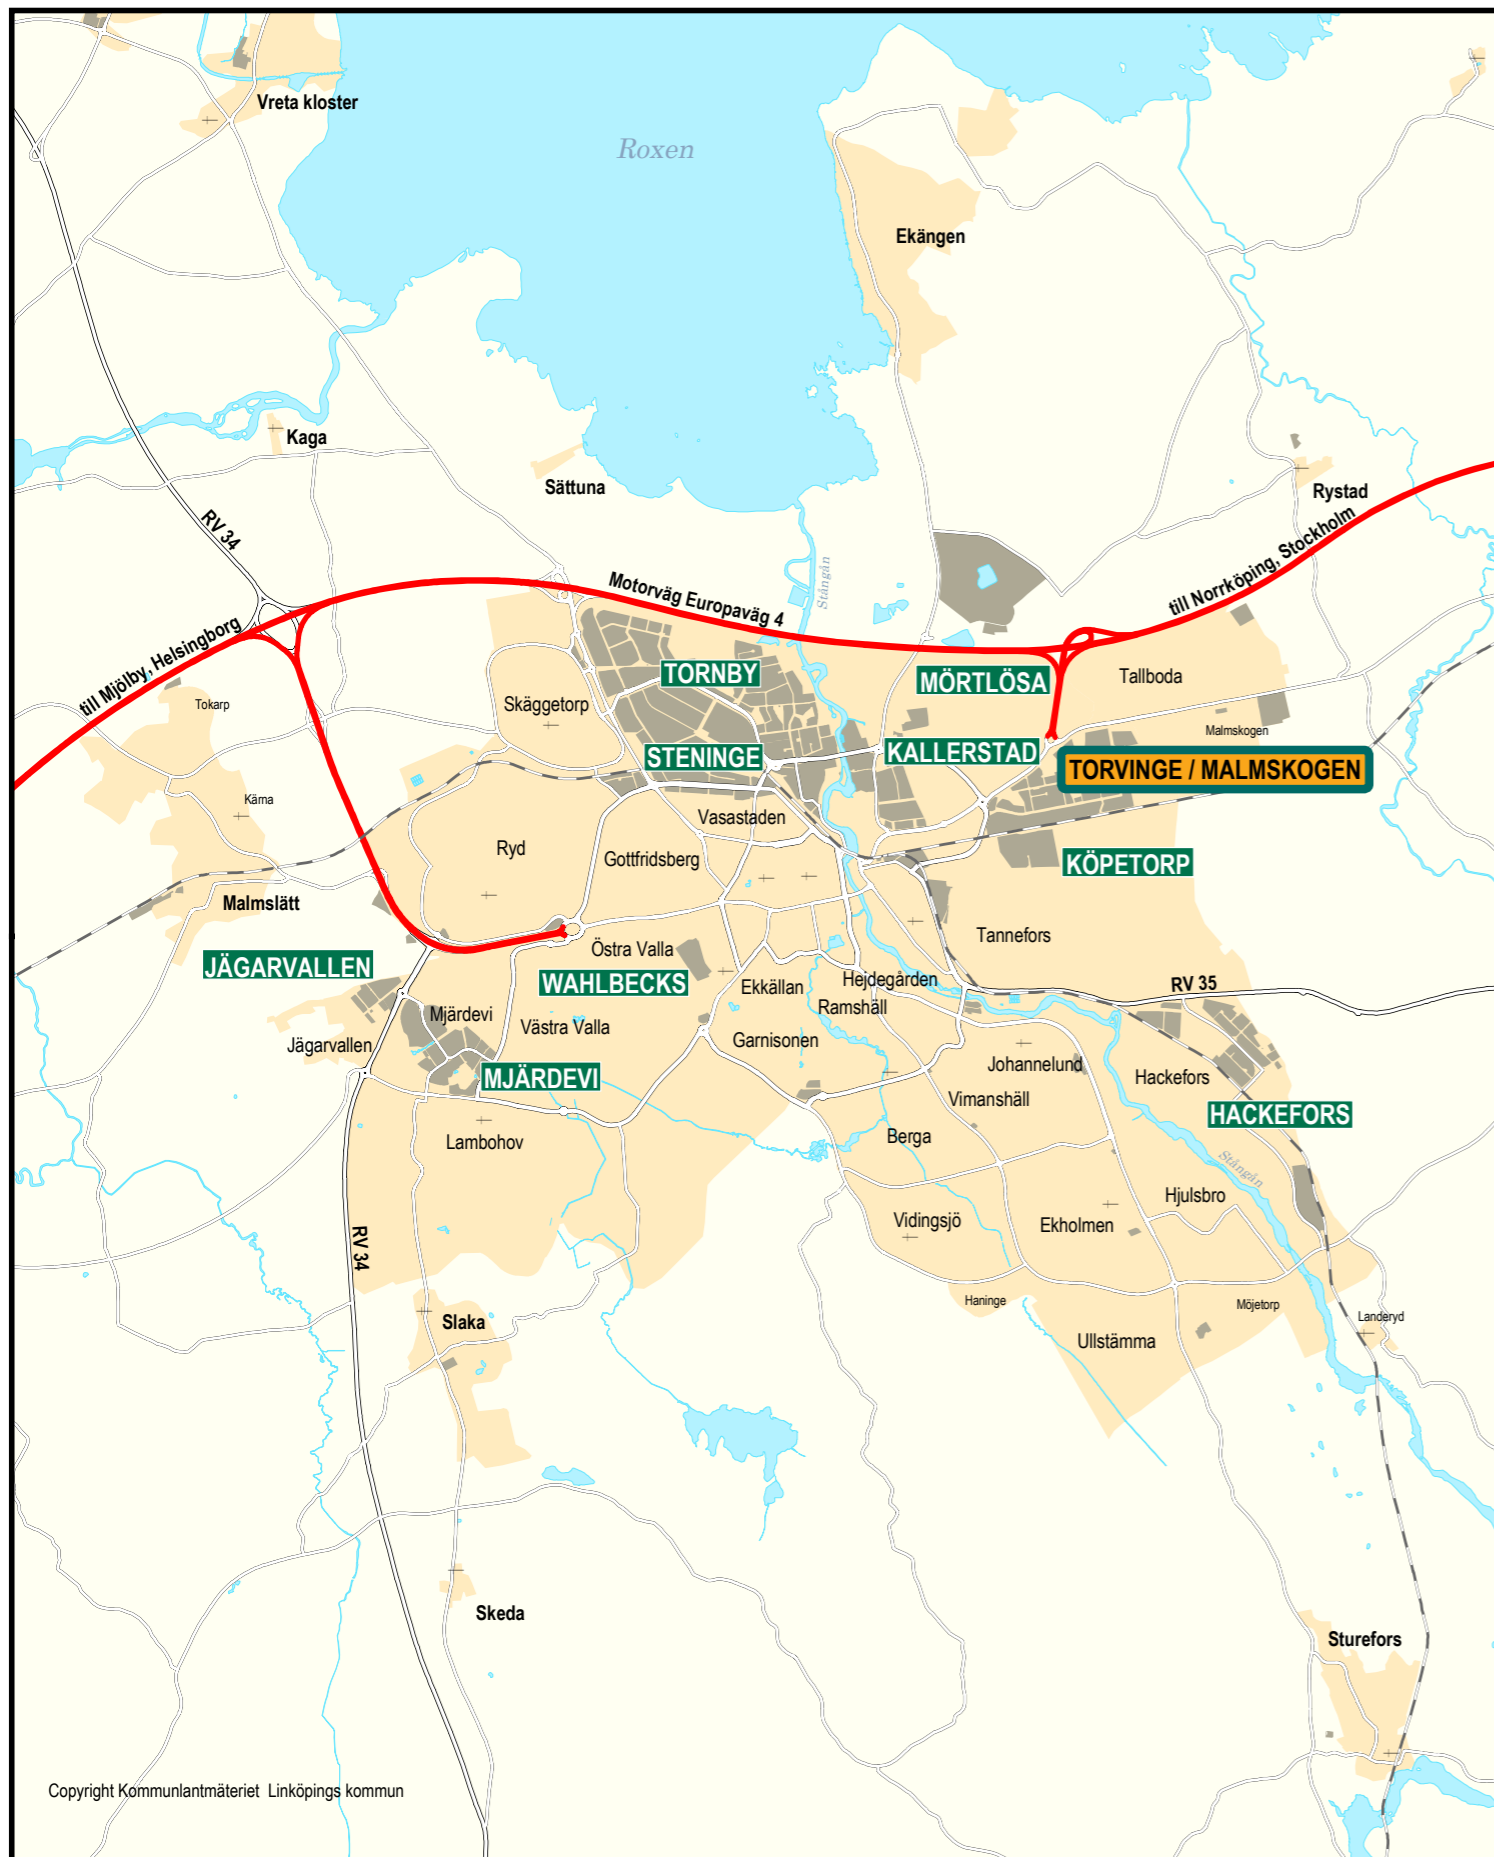 Vreta kloster
Roxen
Ekängen
Kaga
Sättuna
Rystad
RV 34
Motorväg Europaväg 4
Stångån
till Norrköping, Stockholm
till Mjölby, Helsingborg
TORNBY
MÖRTLÖSA
Tallboda
Tokarp
Skäggetorp
Malmskogen
STENINGE
KALLERSTAD
TORVINGE / MALMSKOGEN
Kärna
Vasastaden
Ryd
Gottfridsberg
KÖPETORP
Malmslätt
Tannefors
Östra Valla
JÄGARVALLEN
WAHLBECKS
Ekkällan
Hejdegården
RV 35
Ramshäll
Mjärdevi
Västra Valla
Garnisonen
Jägarvallen
Johannelund
MJÄRDEVI
Hackefors
Vimanshäll
HACKEFORS
Lambohov
Berga
Stångån
Hjulsbro
Vidingsjö
Ekholmen
RV 34
Haninge
Möjetorp
Landeryd
Slaka
Ullstämma
Skeda
Sturefors
Copyright Kommunlantmäteriet Linköpings kommun